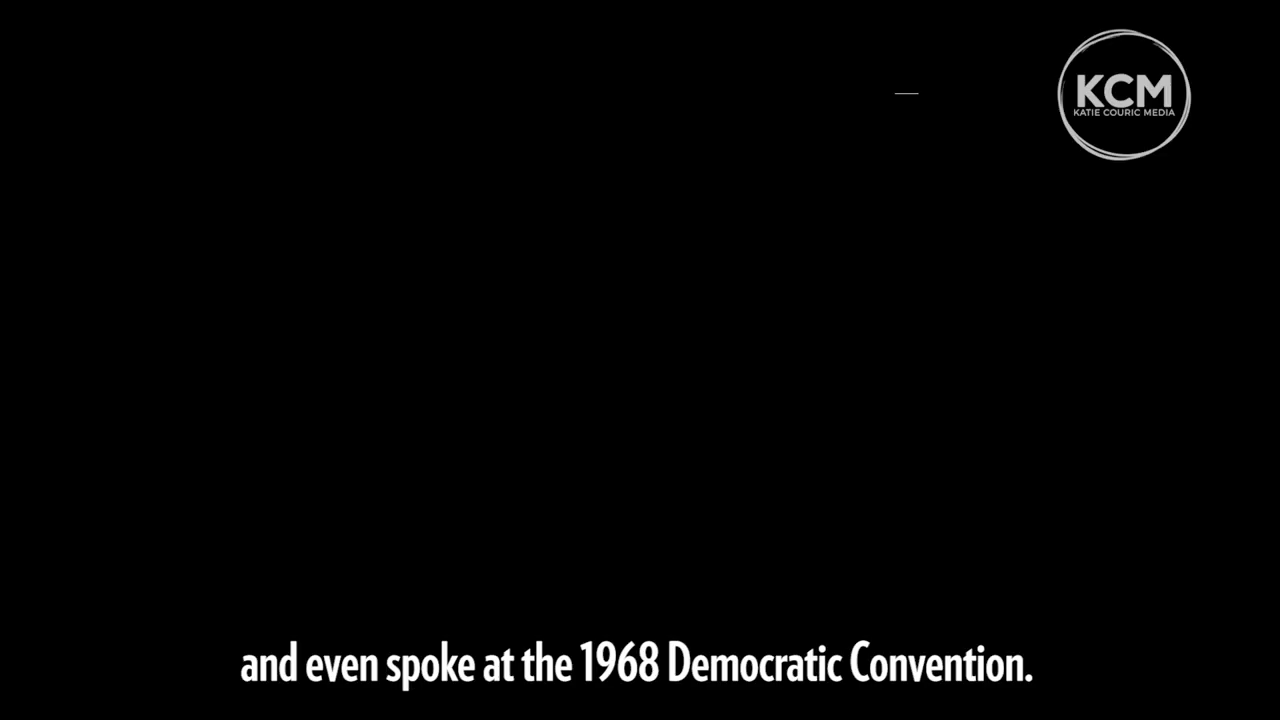 KCM
KATIE COURIC MEDIA
and even spoke at the 1968 Democratic Convention.